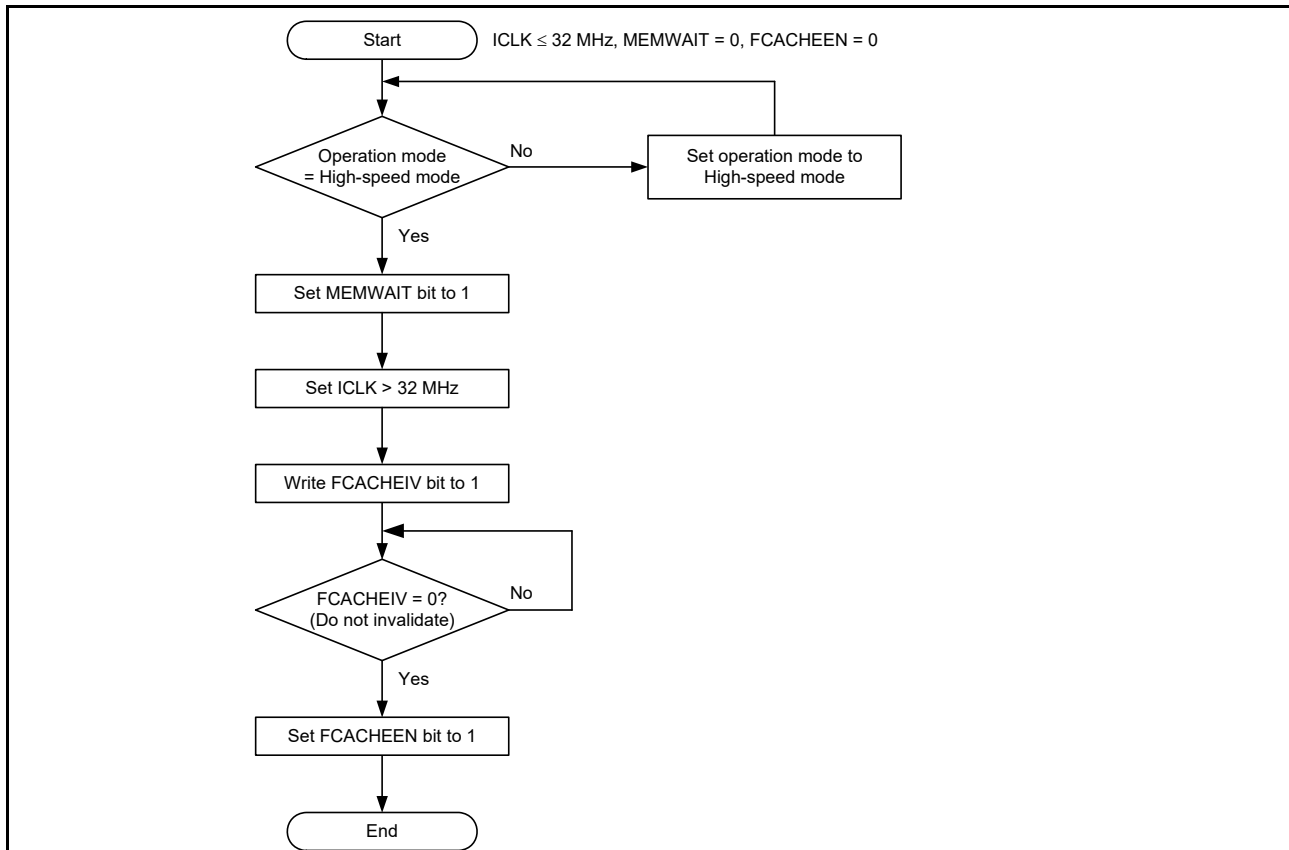 Start
ICLK ≤ 32 MHz, MEMWAIT = 0, FCACHEEN = 0
Operation mode
= High-speed mode
No
Set operation mode to
High-speed mode
Yes
Set MEMWAIT bit to 1
Set ICLK > 32 MHz
Write FCACHEIV bit to 1
FCACHEIV = 0?
(Do not invalidate)
No
Yes
Set FCACHEEN bit to 1
End